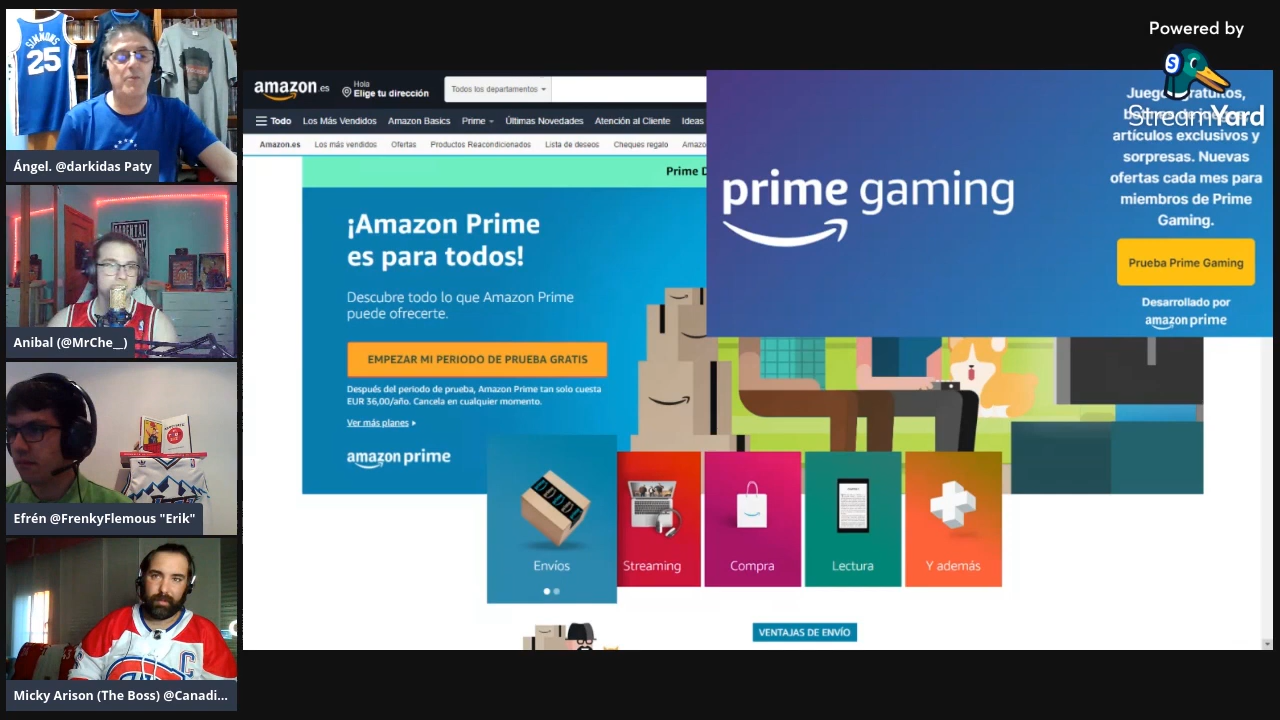 SIMMONS
25
Ángel. @darkidas Paty
Anibal (@MrChe__)
Efrén @FrenkyFlemous "Erik"
Micky Arison (The Boss) @Canadi...
Powered by
StreamYard
amazon.es
Hola
Elige tu dirección
Todos los departamentos
Todo Los Más Vendidos Amazon Basics Prime Últimas Novedades Atención al Cliente Ideas
Amazon.es Los más vendidos Ofertas Productos Reacondicionados Lista de deseos Cheques regalo Amazo
Prime D
¡Amazon Prime
es para todos!
Descubre todo lo que Amazon Prime
puede ofrecerte.
EMPEZAR MI PERIODO DE PRUEBA GRATIS
Después del periodo de prueba, Amazon Prime tan solo cuesta
EUR 36,00/año. Cancela en cualquier momento.
Ver más planes
amazon prime
prime gaming
Juegos gratuitos,
artículos exclusivos y
sorpresas. Nuevas
ofertas cada mes para
miembros de Prime
Gaming.
Prueba Prime Gaming
Desarrollado por
amazon prime
Envíos
Streaming
Compra
Lectura
Y además
VENTAJAS DE ENVÍO